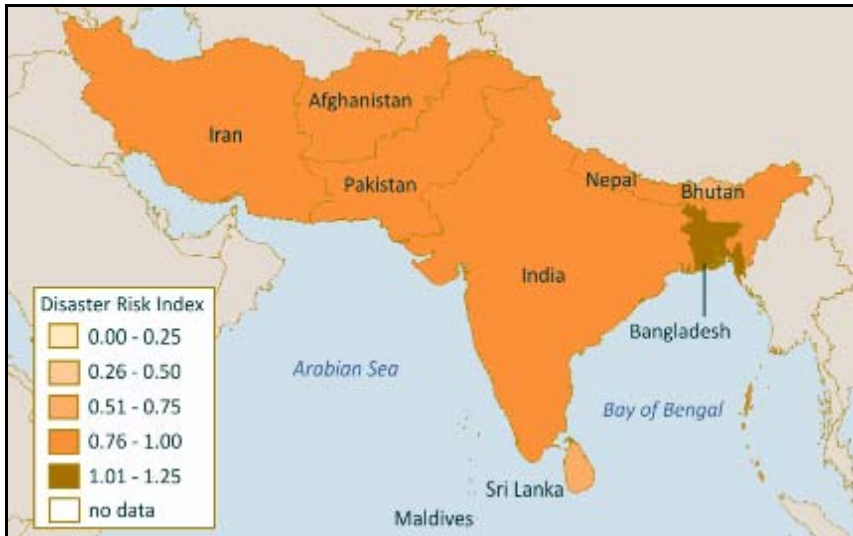 Afghanistan
Iran
Pakistan
Nepal
Bhutan
India
Bangladesh
Arabian Sea
Bay of Bengal
Sri Lanka
Maldives
Disaster Risk Index
0.00 - 0.25
0.26 - 0.50
0.51 - 0.75
0.76 - 1.00
1.01 - 1.25
no data